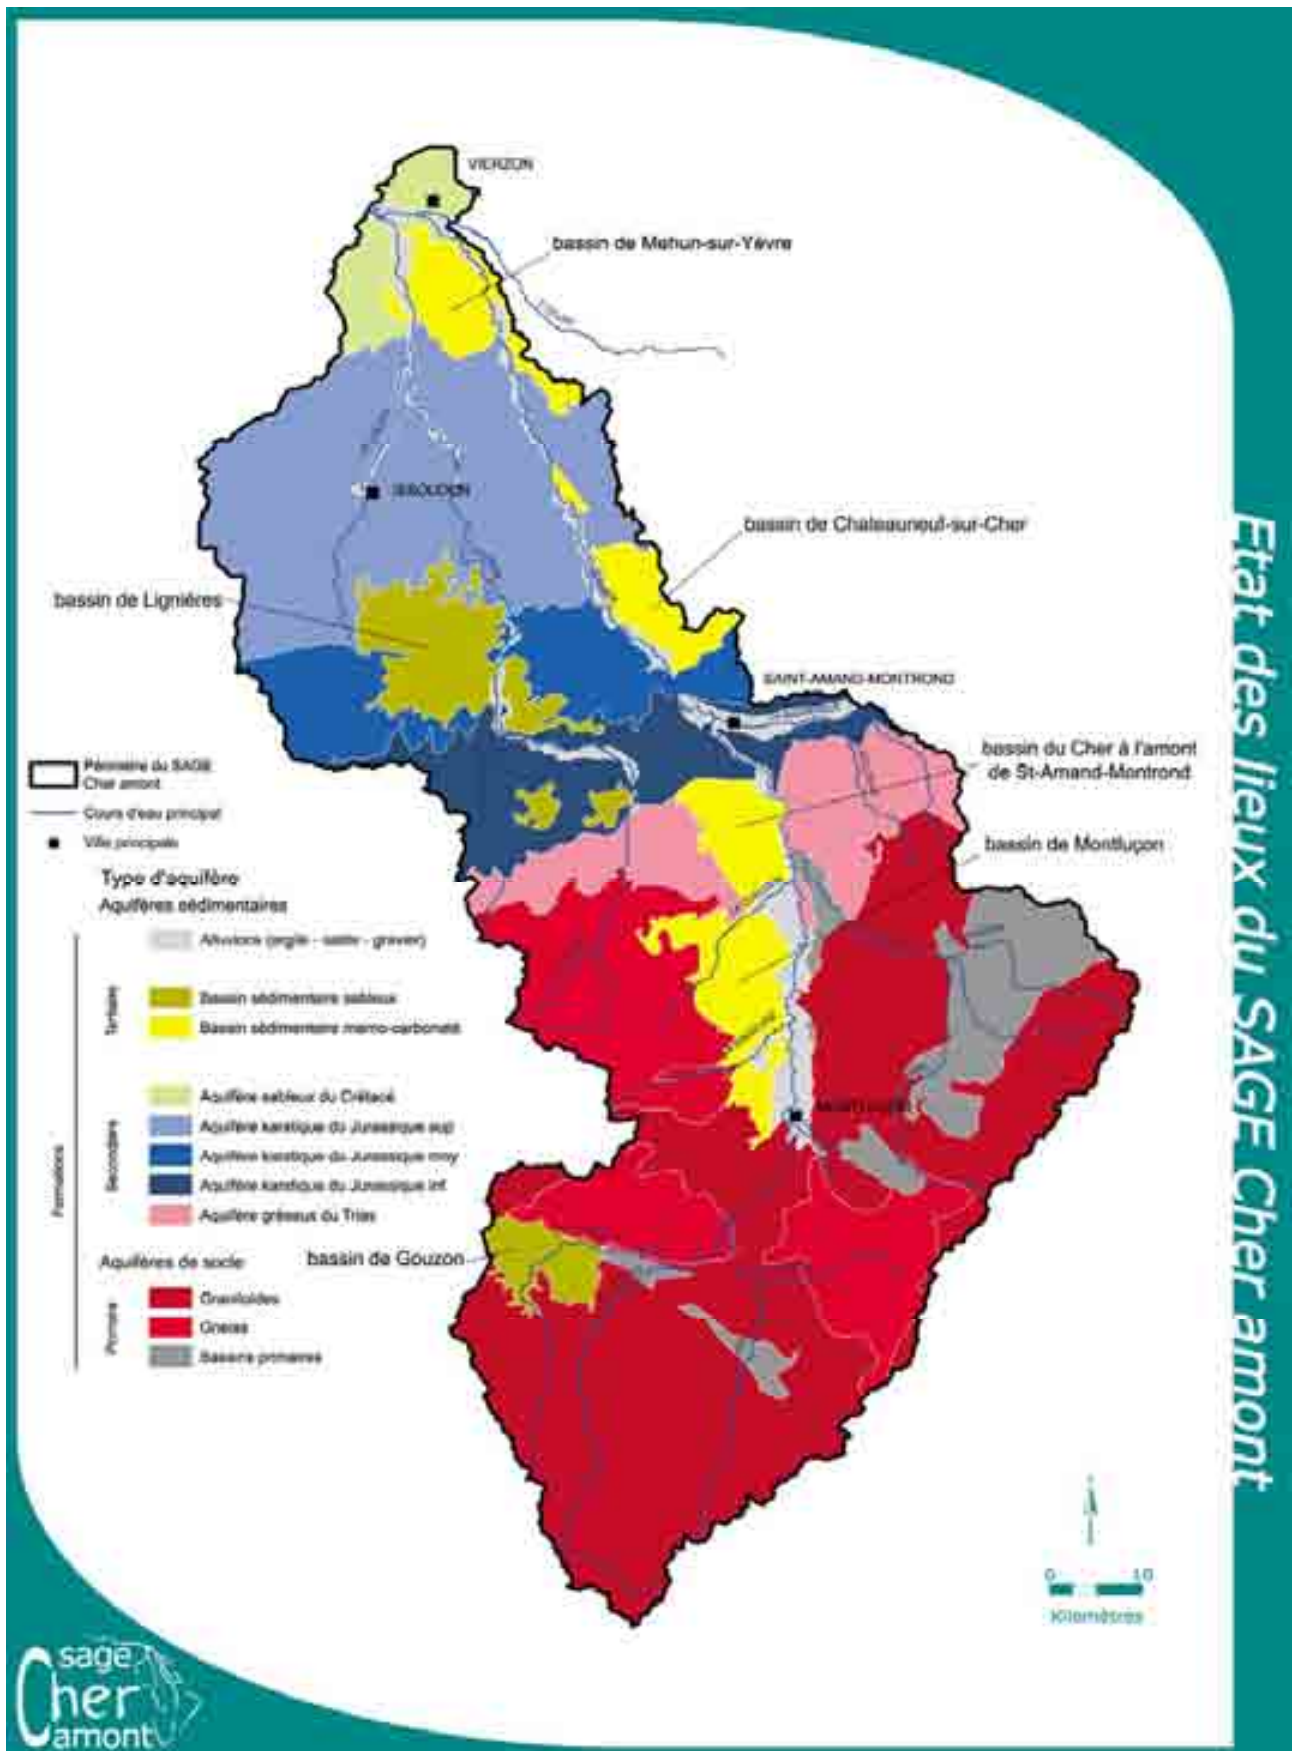 VIERZON
bassin de Mehun-sur-Yèvre
ISSOUDUN
bassin de Chateauneuf-sur-Cher
bassin de Lignières
SAINT-AMAND-MONTROND
bassin du Cher à l'amont
de St-Amand-Montrond
bassin de Montluçon
Périmètre du SAGE
Cher amont
Cours d'eau principal
Ville principale
Type d'aquifère
Aquifères sédimentaires
Formations
Tertiaire
Alluvions (argile - sable - gravier)
Bassin sédimentaire sableux
Bassin sédimentaire marno-carbonaté
Secondaire
Aquifère sableux du Crétacé
Aquifère karstique du Jurassique sup
Aquifère karstique du Jurassique moy
Aquifère karstique du Jurassique inf
Aquifère gréseux du Trias
Aquifères de socle
Primaire
Granitoïdes
Gneiss
Bassins primaires
MONTLUÇON
bassin de Gouzon
0 10
Kilomètres
Etat des lieux du SAGE Cher amont
sage
Cher
amont